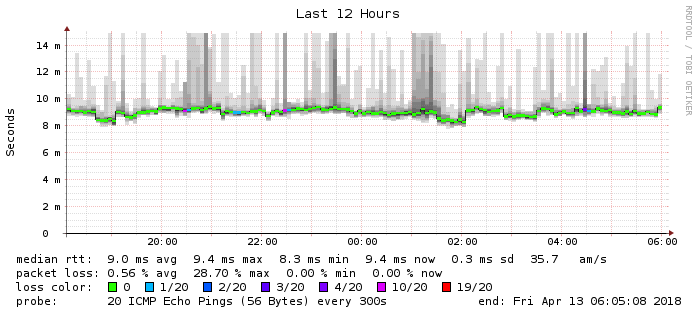 Last 12 Hours
RRDTOOL / TOBI OETIKER
Seconds
14 m
12 m
10 m
8 m
6 m
4 m
2 m
0
20:00 22:00 00:00 02:00 04:00 06:00
median rtt: 9.0 ms avg 9.4 ms max 8.3 ms min 9.4 ms now 0.3 ms sd 35.7 am/s
packet loss: 0.56 % avg 28.70 % max 0.00 % min 0.00 % now
loss color: 0 1/20 2/20 3/20 4/20 10/20 19/20
probe: 20 ICMP Echo Pings (56 Bytes) every 300s end: Fri Apr 13 06:05:08 2018